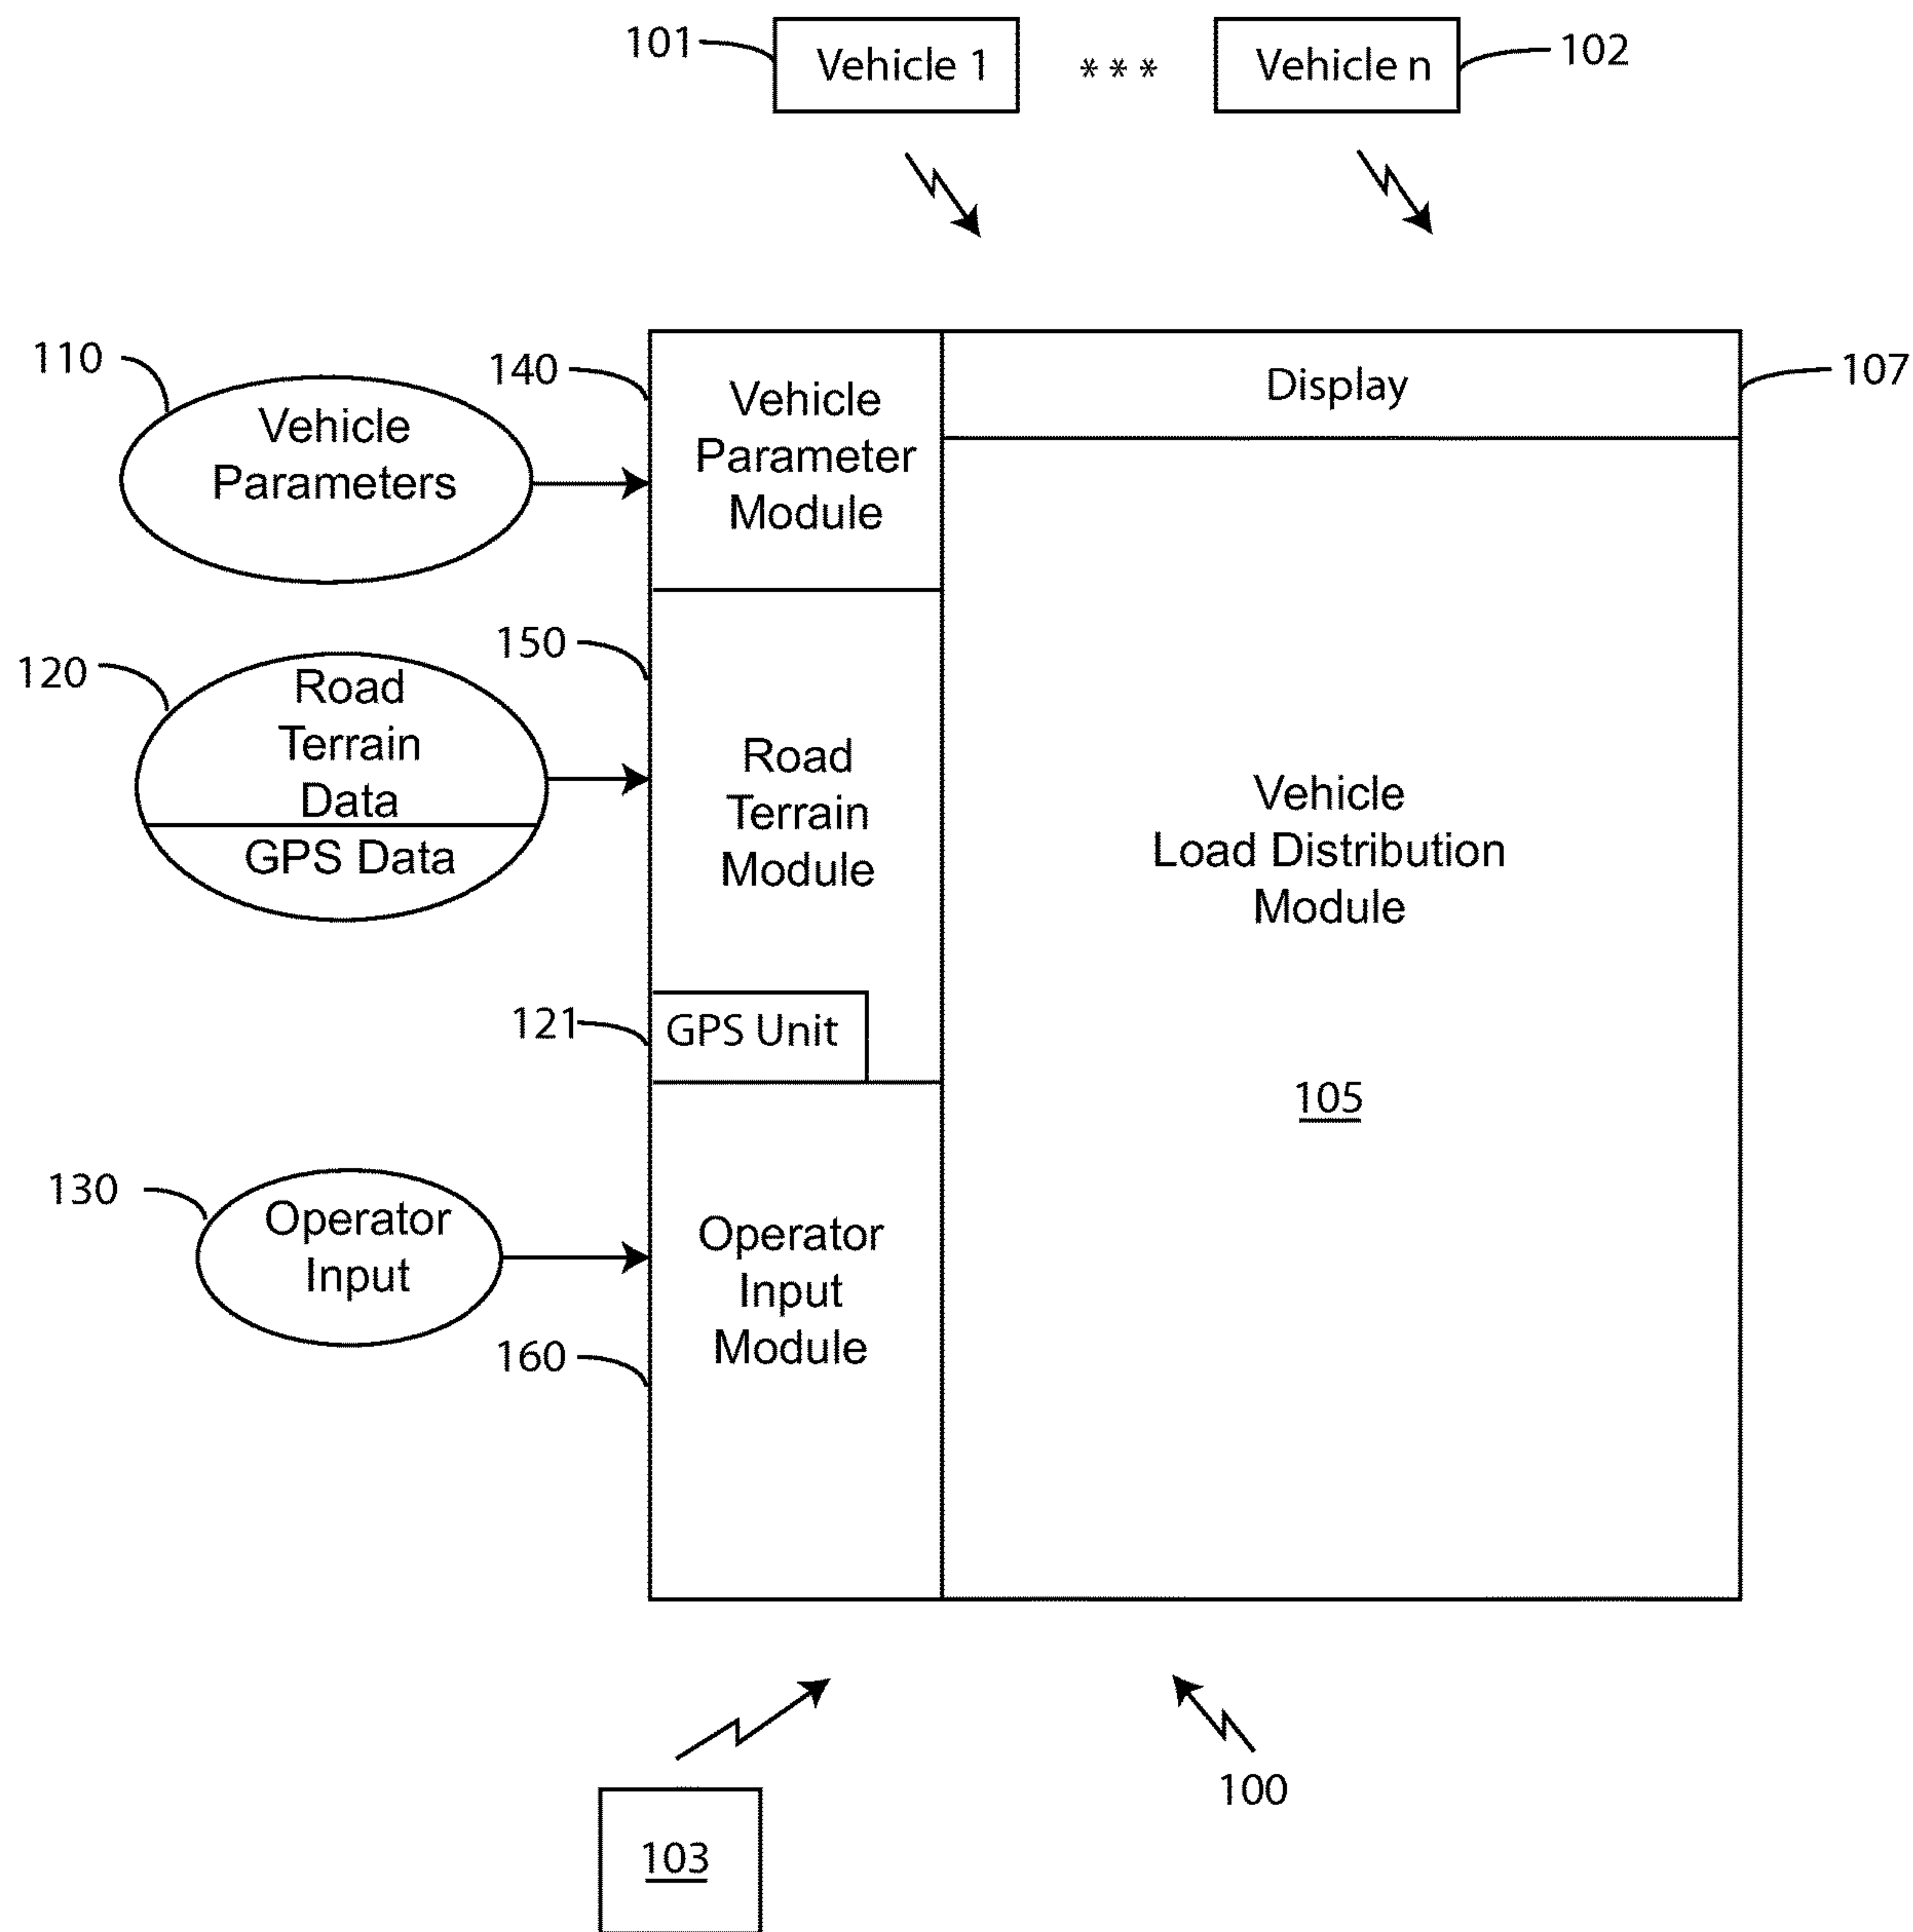 101
Vehicle 1
* * *
Vehicle n
102
110
Vehicle
Parameters
140
Vehicle
Parameter
Module
Display
107
120
Road
Terrain
Data
GPS Data
150
Road
Terrain
Module
121
GPS Unit
Vehicle
Load Distribution
Module
105
130
Operator
Input
160
Operator
Input
Module
103
100